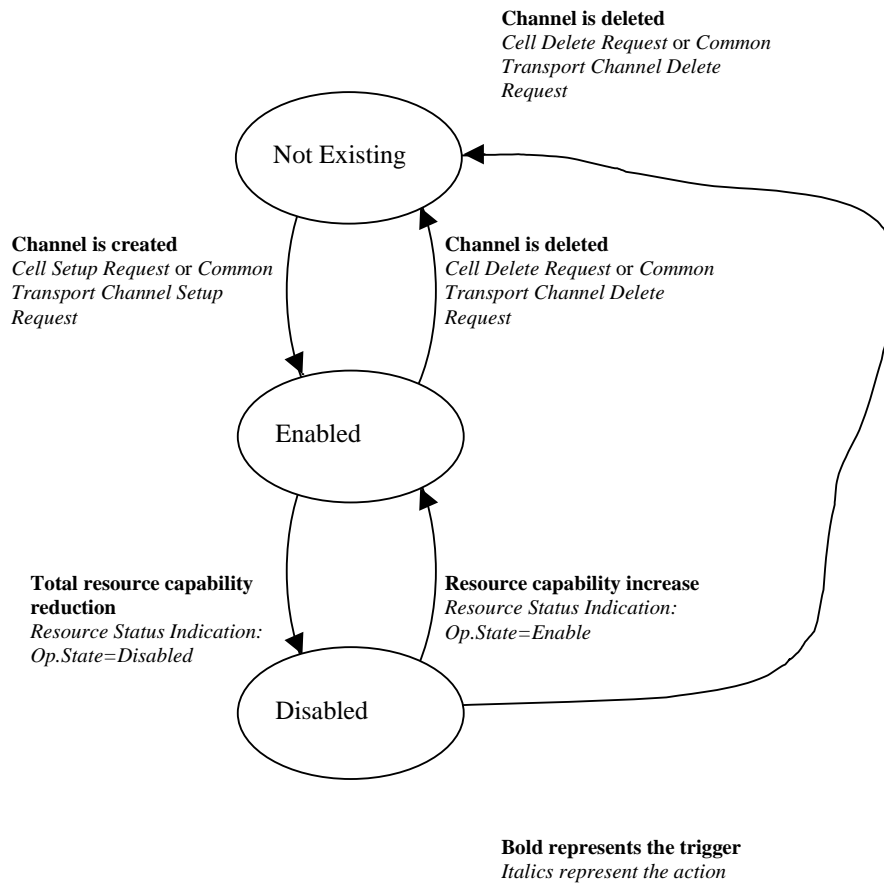 Channel is deleted
Cell Delete Request or Common
Transport Channel Delete
Request
Not Existing
Channel is created
Cell Setup Request or Common
Transport Channel Setup
Request
Channel is deleted
Cell Delete Request or Common
Transport Channel Delete
Request
Enabled
Total resource capability
reduction
Resource Status Indication:
Op.State=Disabled
Resource capability increase
Resource Status Indication:
Op.State=Enable
Disabled
Bold represents the trigger
Italics represent the action